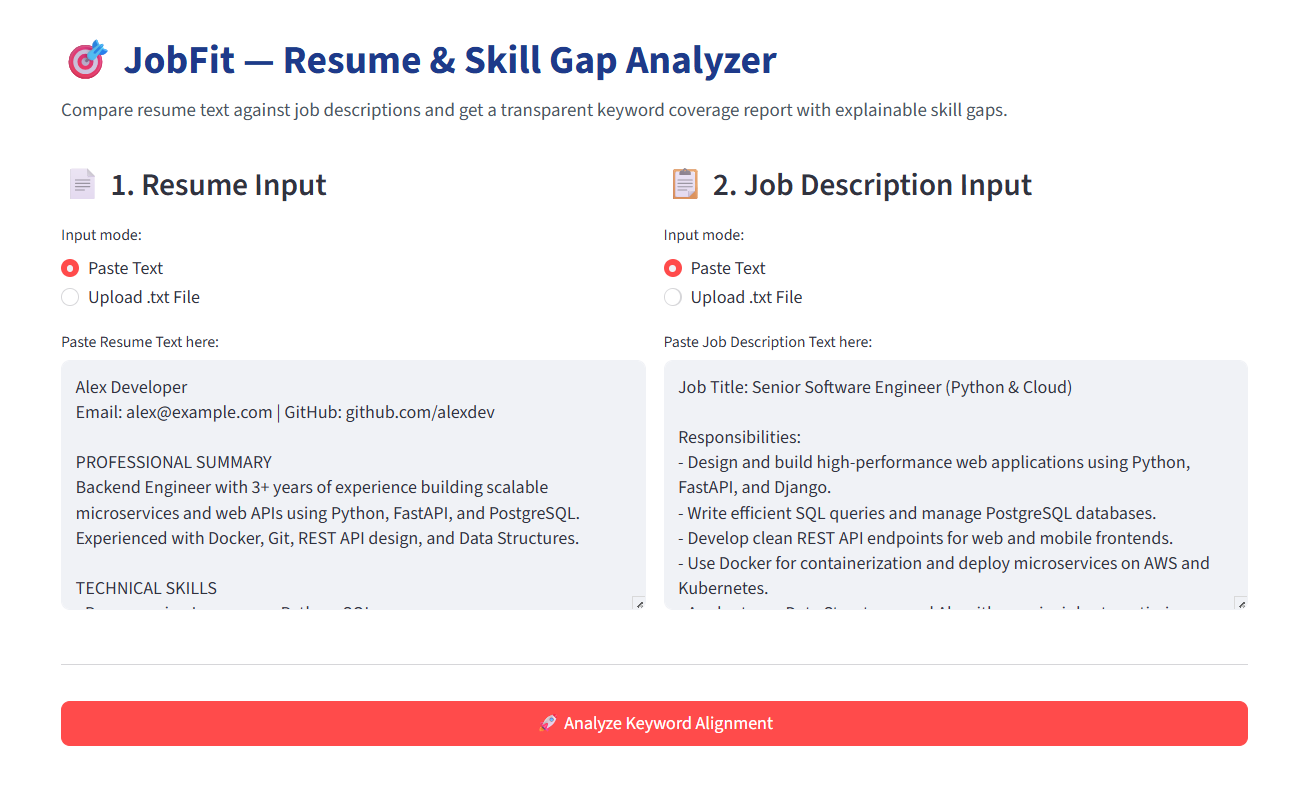 JobFit — Resume & Skill Gap Analyzer
Compare resume text against job descriptions and get a transparent keyword coverage report with explainable skill gaps.
1. Resume Input
Input mode:
Paste Text
Upload .txt File
Paste Resume Text here:
Alex Developer
Email: alex@example.com | GitHub: github.com/alexdev
PROFESSIONAL SUMMARY
Backend Engineer with 3+ years of experience building scalable
microservices and web APIs using Python, FastAPI, and PostgreSQL.
Experienced with Docker, Git, REST API design, and Data Structures.
TECHNICAL SKILLS
2. Job Description Input
Input mode:
Paste Text
Upload .txt File
Paste Job Description Text here:
Job Title: Senior Software Engineer (Python & Cloud)
Responsibilities:
- Design and build high-performance web applications using Python,
FastAPI, and Django.
- Write efficient SQL queries and manage PostgreSQL databases.
- Develop clean REST API endpoints for web and mobile frontends.
- Use Docker for containerization and deploy microservices on AWS and
Kubernetes.
Analyze Keyword Alignment